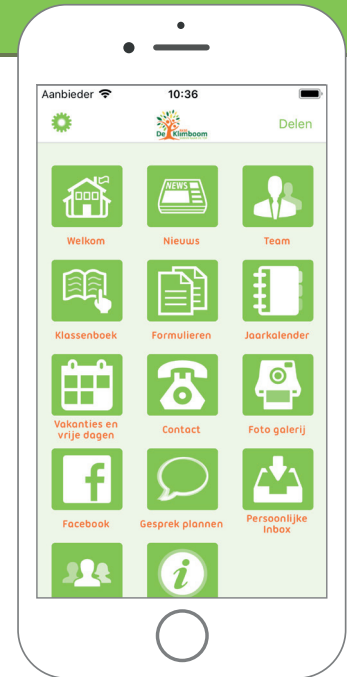 Aanbieder
10:36
De Klimboom
Delen
NEWS
Welkom
Nieuws
Team
Klassenboek
Formulieren
Jaarkalender
Vakanties en
vrije dagen
Contact
Foto galerij
Facebook
Gesprek plannen
Persoonlijke
Inbox